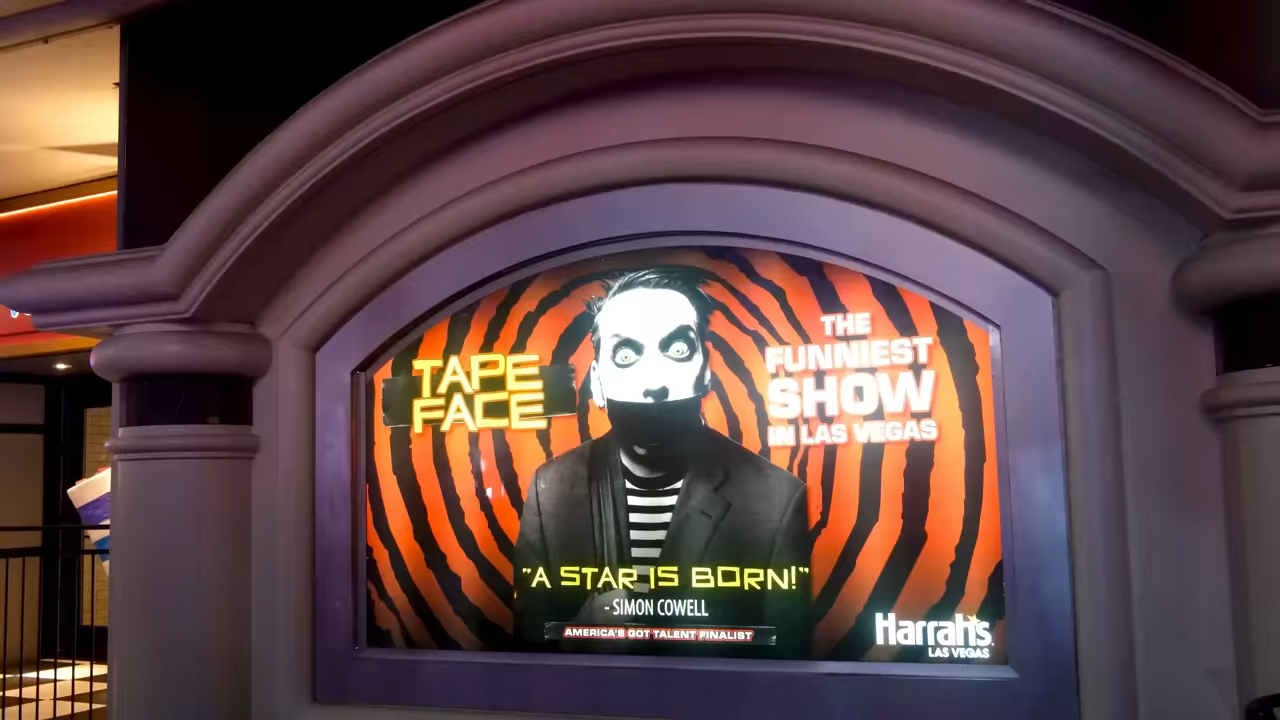 TAPE
FACE
THE
FUNNIEST
SHOW
IN LAS VEGAS
"A STAR IS BORN!"
- SIMON COWELL
AMERICA'S GOT TALENT FINALIST
Harrah's
LAS VEGAS